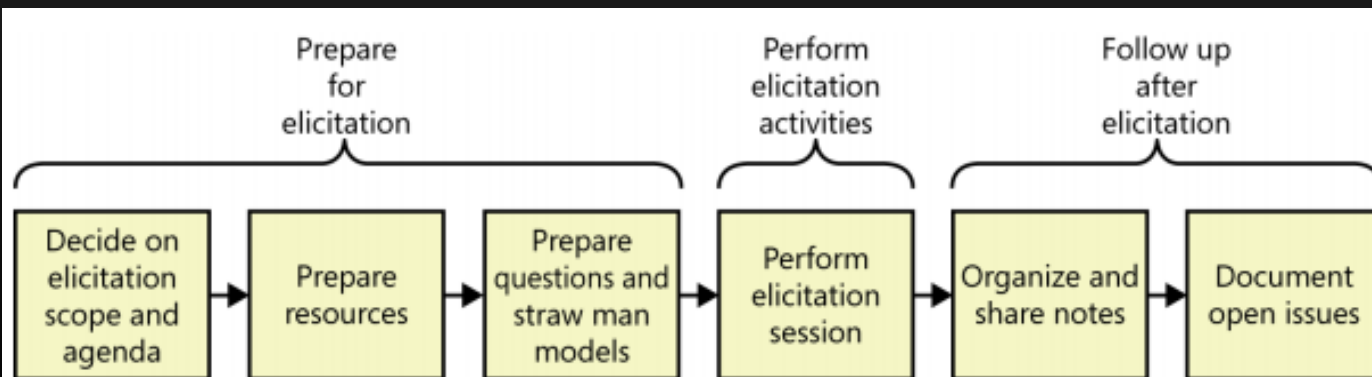 Prepare
for
elicitation
Perform
elicitation
activities
Follow up
after
elicitation
Decide on
elicitation
scope and
agenda
Prepare
resources
Prepare
questions and
straw man
models
Perform
elicitation
session
Organize and
share notes
Document
open issues